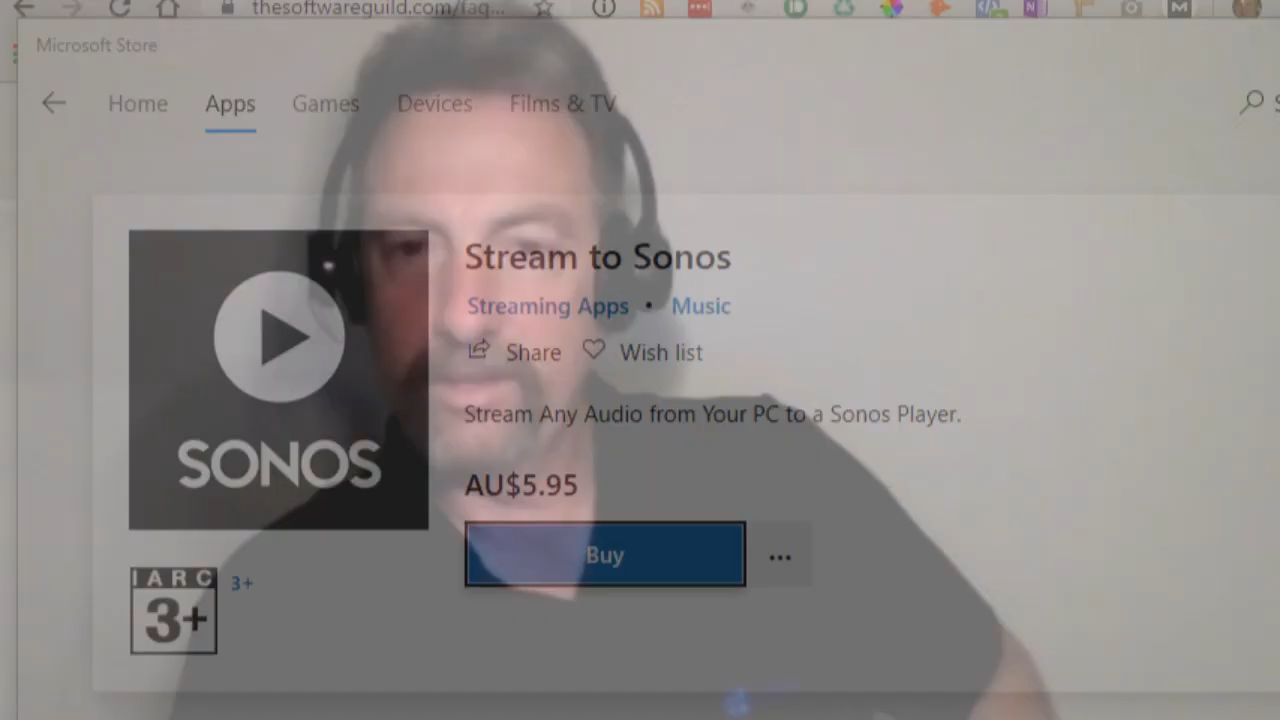 thesoftwareguild.com/faq...
Microsoft Store
Home Apps Games Devices Films & TV
Stream to Sonos
Streaming Apps • Music
Share Wish list
Stream Any Audio from Your PC to a Sonos Player.
SONOS
AU$5.95
Buy
IARC
3+
3+